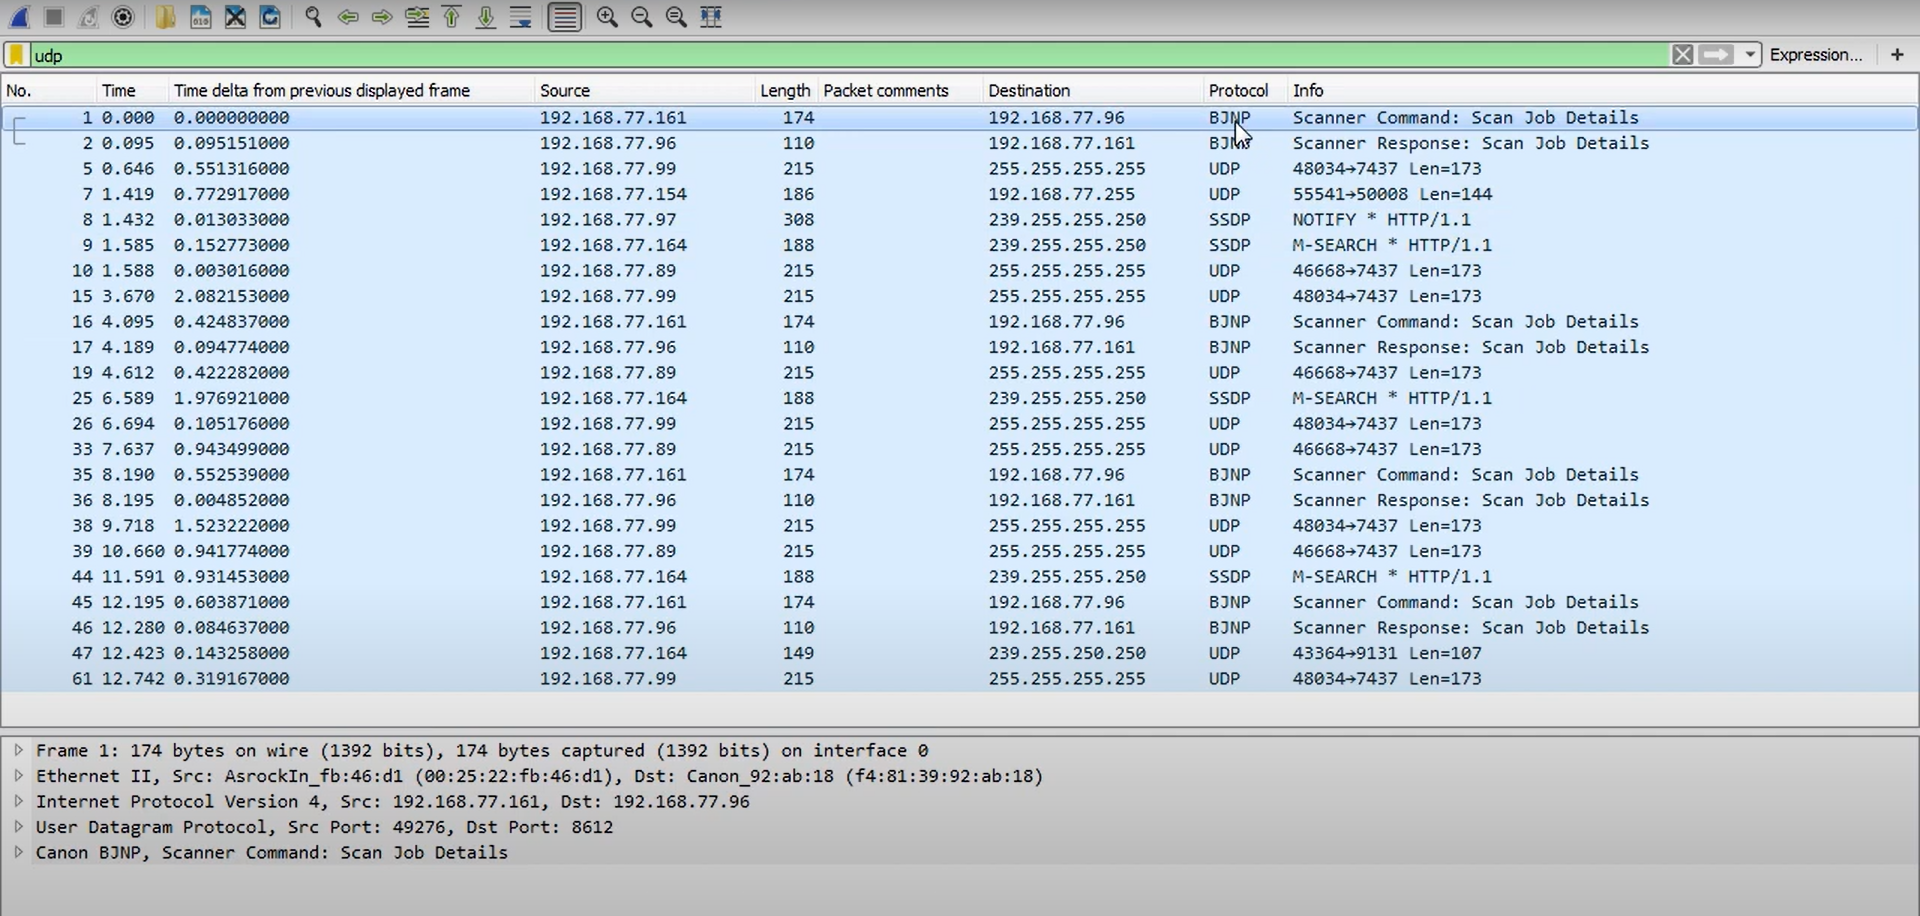 udp Expression... +
No. Time Time delta from previous displayed frame Source Length Packet comments Destination Protocol Info
1 0.000 0.000000000 192.168.77.161 174 192.168.77.96 BJNP Scanner Command: Scan Job Details
2 0.095 0.095151000 192.168.77.96 110 192.168.77.161 BJNP Scanner Response: Scan Job Details
5 0.646 0.551316000 192.168.77.99 215 255.255.255.255 UDP 48034→7437 Len=173
7 1.419 0.772917000 192.168.77.154 186 192.168.77.255 UDP 55541→50008 Len=144
8 1.432 0.013033000 192.168.77.97 308 239.255.255.250 SSDP NOTIFY * HTTP/1.1
9 1.585 0.152773000 192.168.77.164 188 239.255.255.250 SSDP M-SEARCH * HTTP/1.1
10 1.588 0.003016000 192.168.77.89 215 255.255.255.255 UDP 46668→7437 Len=173
15 3.670 2.082153000 192.168.77.99 215 255.255.255.255 UDP 48034→7437 Len=173
16 4.095 0.424837000 192.168.77.161 174 192.168.77.96 BJNP Scanner Command: Scan Job Details
17 4.189 0.094774000 192.168.77.96 110 192.168.77.161 BJNP Scanner Response: Scan Job Details
19 4.612 0.422282000 192.168.77.89 215 255.255.255.255 UDP 46668→7437 Len=173
25 6.589 1.976921000 192.168.77.164 188 239.255.255.250 SSDP M-SEARCH * HTTP/1.1
26 6.694 0.105176000 192.168.77.99 215 255.255.255.255 UDP 48034→7437 Len=173
33 7.637 0.943499000 192.168.77.89 215 255.255.255.255 UDP 46668→7437 Len=173
35 8.190 0.552539000 192.168.77.161 174 192.168.77.96 BJNP Scanner Command: Scan Job Details
36 8.195 0.004852000 192.168.77.96 110 192.168.77.161 BJNP Scanner Response: Scan Job Details
38 9.718 1.523222000 192.168.77.99 215 255.255.255.255 UDP 48034→7437 Len=173
39 10.660 0.941774000 192.168.77.89 215 255.255.255.255 UDP 46668→7437 Len=173
44 11.591 0.931453000 192.168.77.164 188 239.255.255.250 SSDP M-SEARCH * HTTP/1.1
45 12.195 0.603871000 192.168.77.161 174 192.168.77.96 BJNP Scanner Command: Scan Job Details
46 12.280 0.084637000 192.168.77.96 110 192.168.77.161 BJNP Scanner Response: Scan Job Details
47 12.423 0.143258000 192.168.77.164 149 239.255.250.250 UDP 43364→9131 Len=107
61 12.742 0.319167000 192.168.77.99 215 255.255.255.255 UDP 48034→7437 Len=173
Frame 1: 174 bytes on wire (1392 bits), 174 bytes captured (1392 bits) on interface 0
Ethernet II, Src: AsrockIn_fb:46:d1 (00:25:22:fb:46:d1), Dst: Canon_92:ab:18 (f4:81:39:92:ab:18)
Internet Protocol Version 4, Src: 192.168.77.161, Dst: 192.168.77.96
User Datagram Protocol, Src Port: 49276, Dst Port: 8612
Canon BJNP, Scanner Command: Scan Job Details